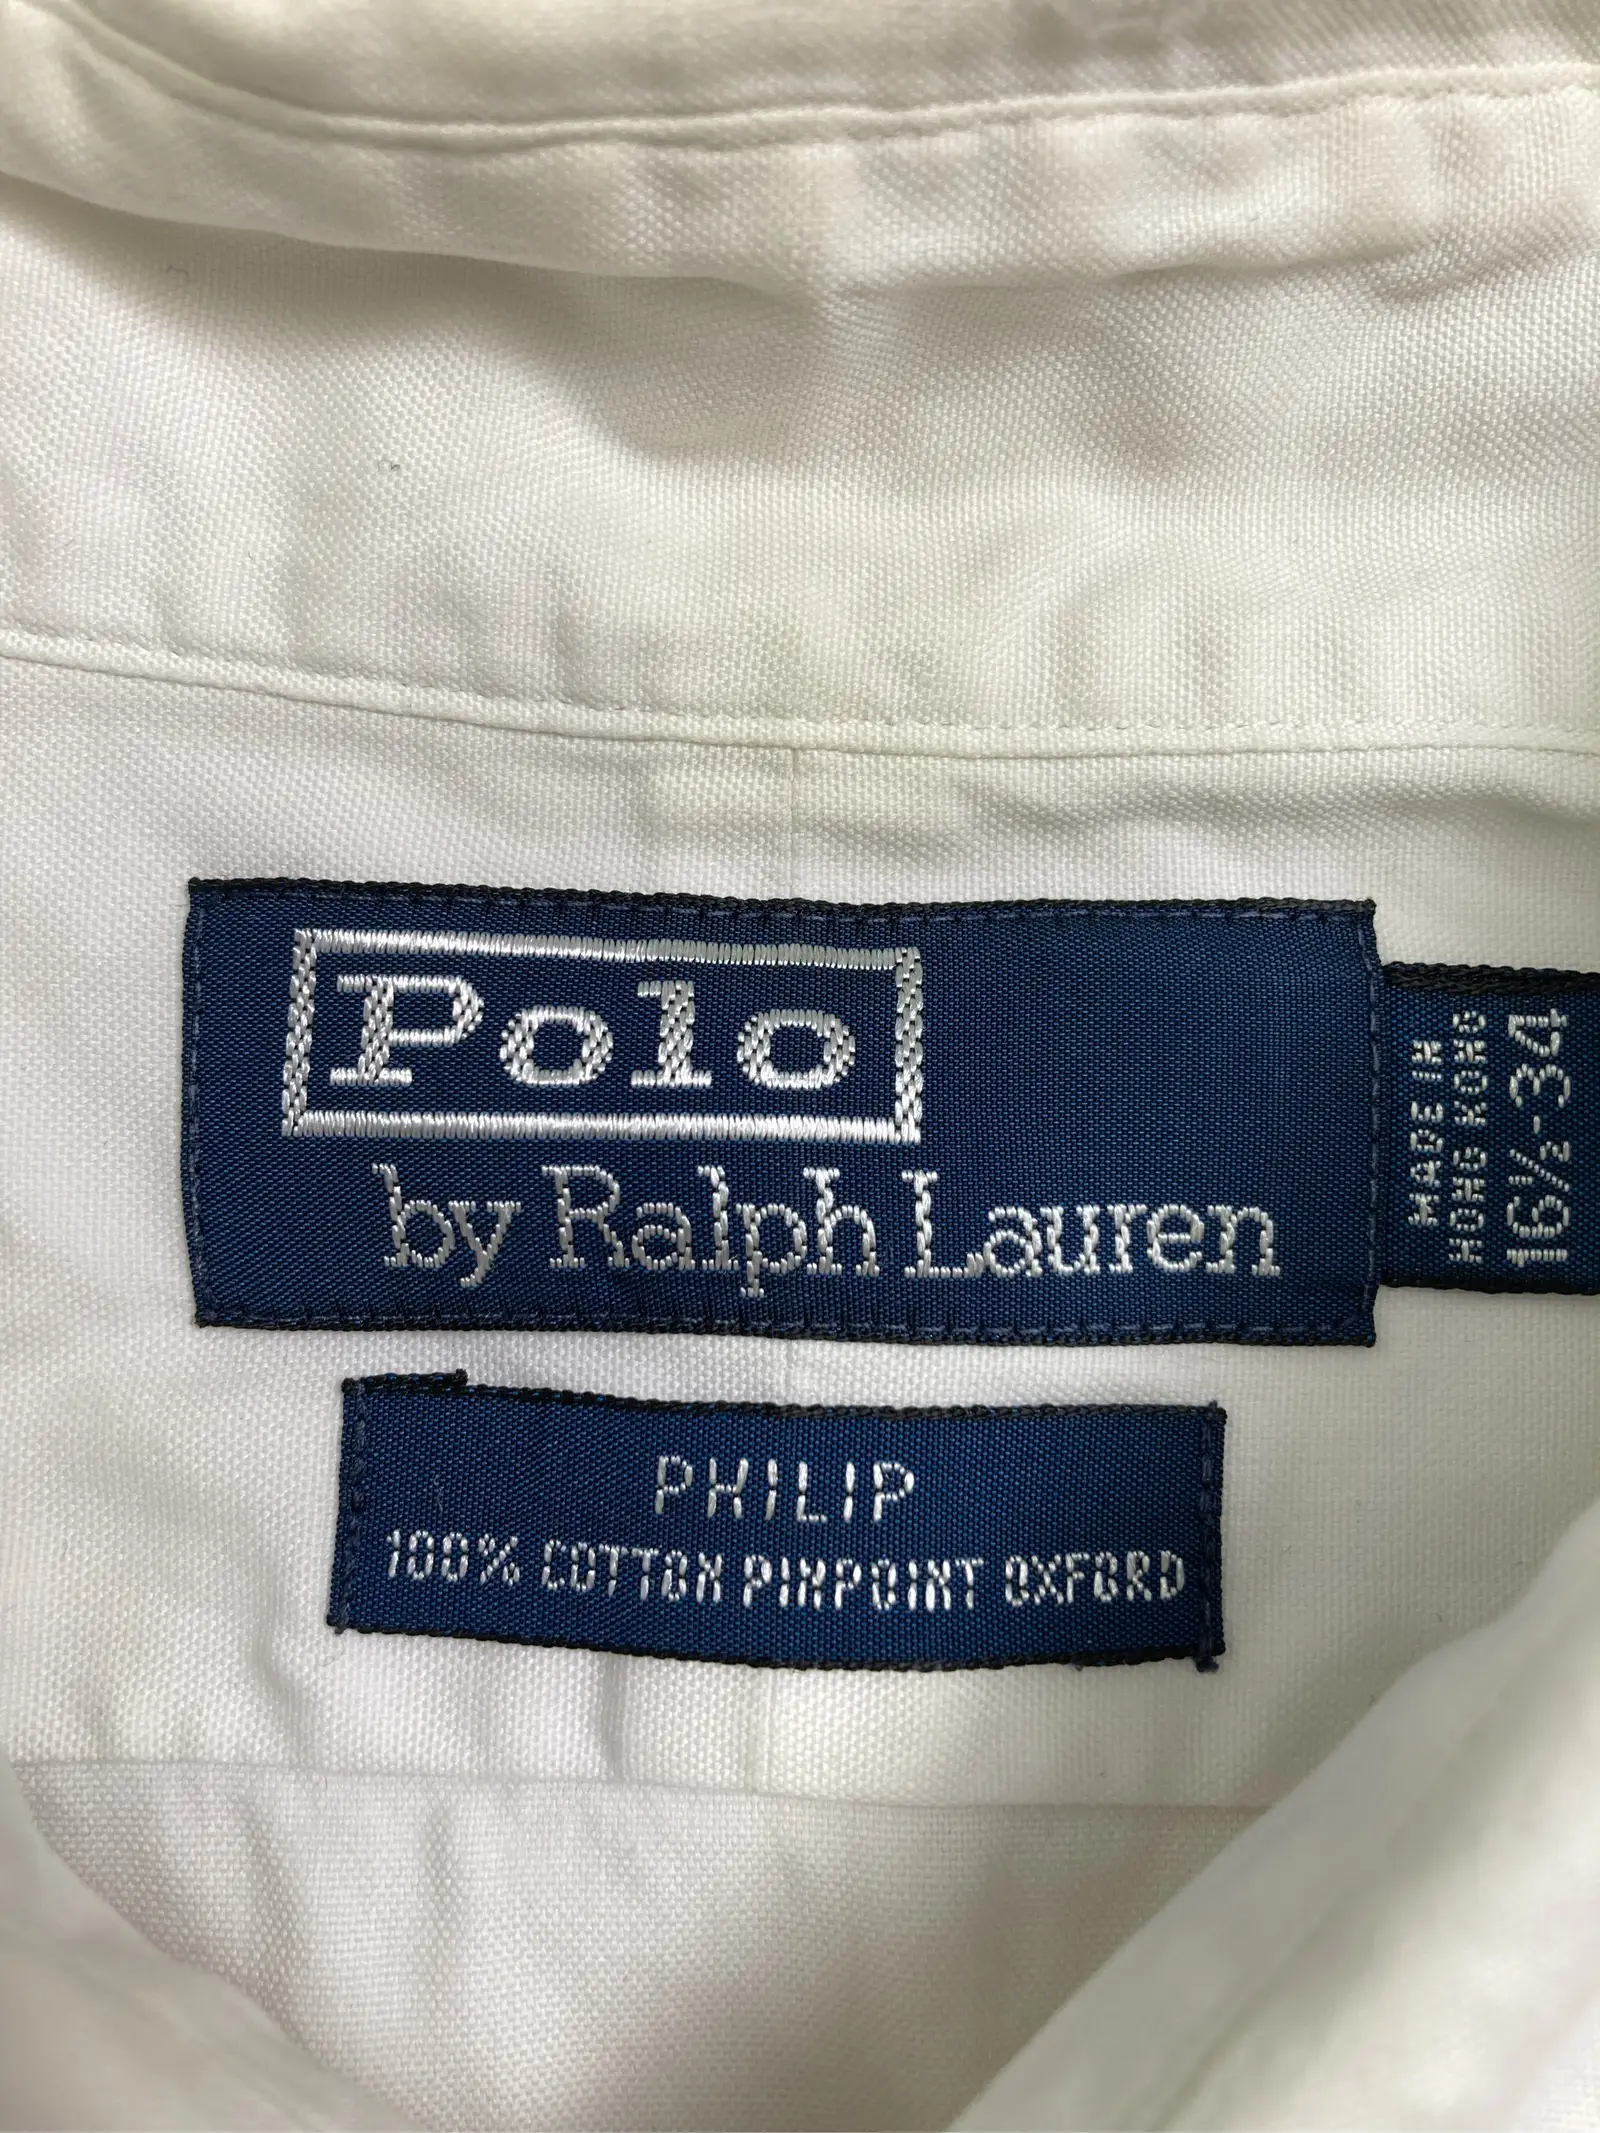 Polo
by Ralph Lauren
MADE IN
HONG KONG
16½-34
PHILIP
100% COTTON PINPOINT OXFORD